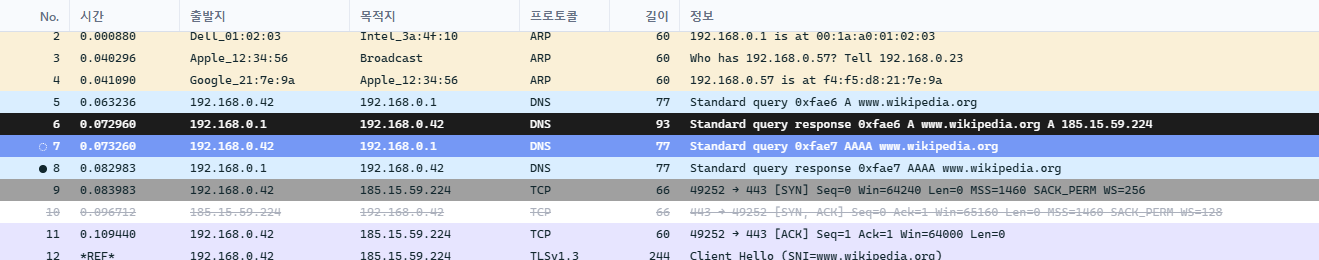 No. 시간 출발지 목적지 프로토콜 길이 정보
2 0.000880 Dell_01:02:03 Intel_3a:4f:10 ARP 60 192.168.0.1 is at 00:1a:a0:01:02:03
3 0.040296 Apple_12:34:56 Broadcast ARP 60 Who has 192.168.0.57? Tell 192.168.0.23
4 0.041090 Google_21:7e:9a Apple_12:34:56 ARP 60 192.168.0.57 is at f4:f5:d8:21:7e:9a
5 0.063236 192.168.0.42 192.168.0.1 DNS 77 Standard query 0xfae6 A www.wikipedia.org
6 0.072960 192.168.0.1 192.168.0.42 DNS 93 Standard query response 0xfae6 A www.wikipedia.org A 185.15.59.224
7 0.073260 192.168.0.42 192.168.0.1 DNS 77 Standard query 0xfae7 AAAA www.wikipedia.org
8 0.082983 192.168.0.1 192.168.0.42 DNS 77 Standard query response 0xfae7 AAAA www.wikipedia.org
9 0.083983 192.168.0.42 185.15.59.224 TCP 66 49252 → 443 [SYN] Seq=0 Win=64240 Len=0 MSS=1460 SACK_PERM WS=256
10 0.096712 185.15.59.224 192.168.0.42 TCP 66 443 → 49252 [SYN, ACK] Seq=0 Ack=1 Win=65160 Len=0 MSS=1460 SACK_PERM WS=128
11 0.109440 192.168.0.42 185.15.59.224 TCP 60 49252 → 443 [ACK] Seq=1 Ack=1 Win=64000 Len=0
12 *REF* 192.168.0.42 185.15.59.224 TLSv1.3 244 Client Hello (SNI=www.wikipedia.org)